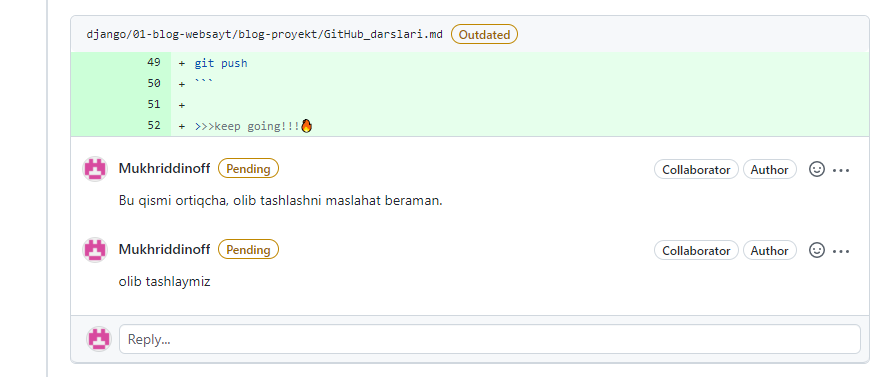 django/01-blog-websayt/blog-proyekt/GitHub_darslari.md Outdated
49 + git push
50 + ```
51 +
52 + >>>keep going!!!🔥
Mukhriddinoff Pending Collaborator Author
Bu qismi ortiqcha, olib tashlashni maslahat beraman.
Mukhriddinoff Pending Collaborator Author
olib tashlaymiz
Reply...